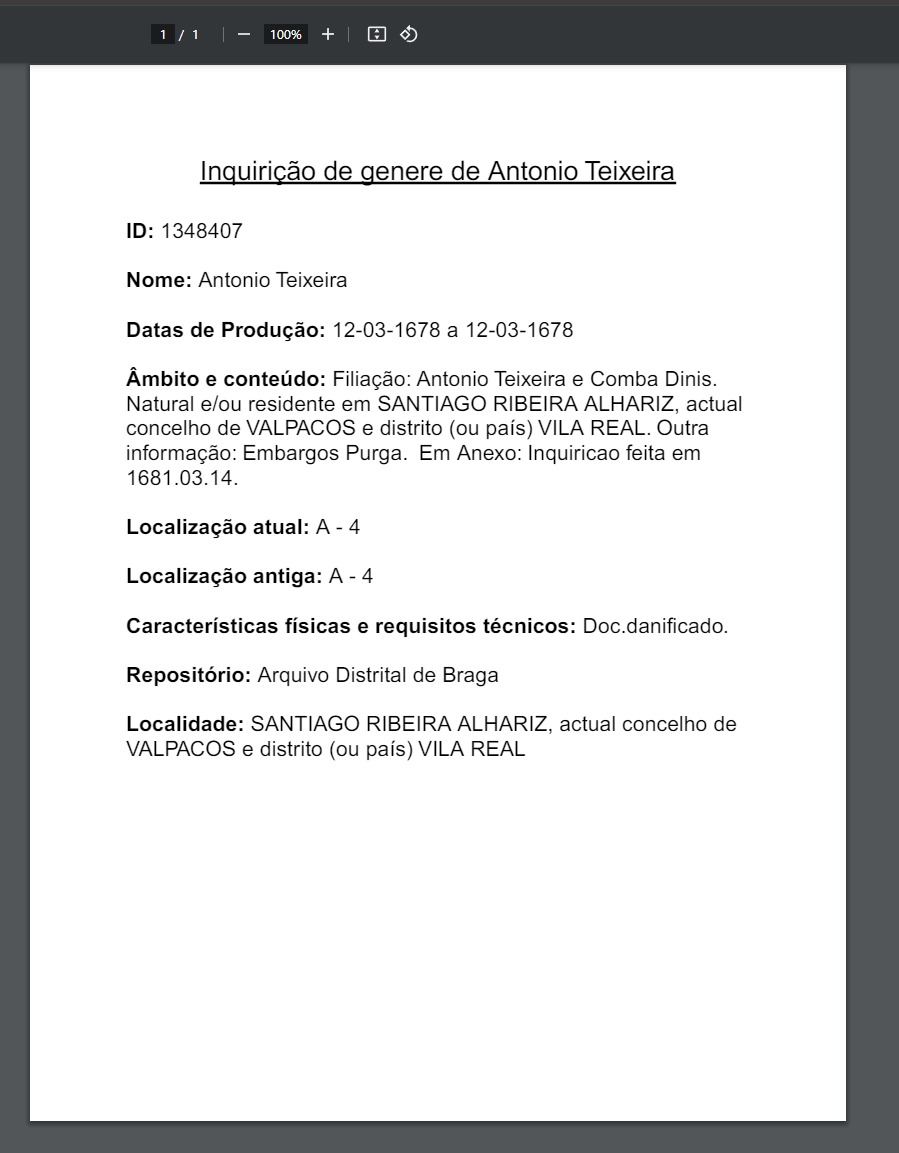 1 / 1 100%
Inquirição de genere de Antonio Teixeira
ID: 1348407
Nome: Antonio Teixeira
Datas de Produção: 12-03-1678 a 12-03-1678
Âmbito e conteúdo: Filiação: Antonio Teixeira e Comba Dinis.
Natural e/ou residente em SANTIAGO RIBEIRA ALHARIZ, actual
concelho de VALPACOS e distrito (ou país) VILA REAL. Outra
informação: Embargos Purga.  Em Anexo: Inquiricao feita em
1681.03.14.
Localização atual: A - 4
Localização antiga: A - 4
Características físicas e requisitos técnicos: Doc.danificado.
Repositório: Arquivo Distrital de Braga
Localidade: SANTIAGO RIBEIRA ALHARIZ, actual concelho de
VALPACOS e distrito (ou país) VILA REAL